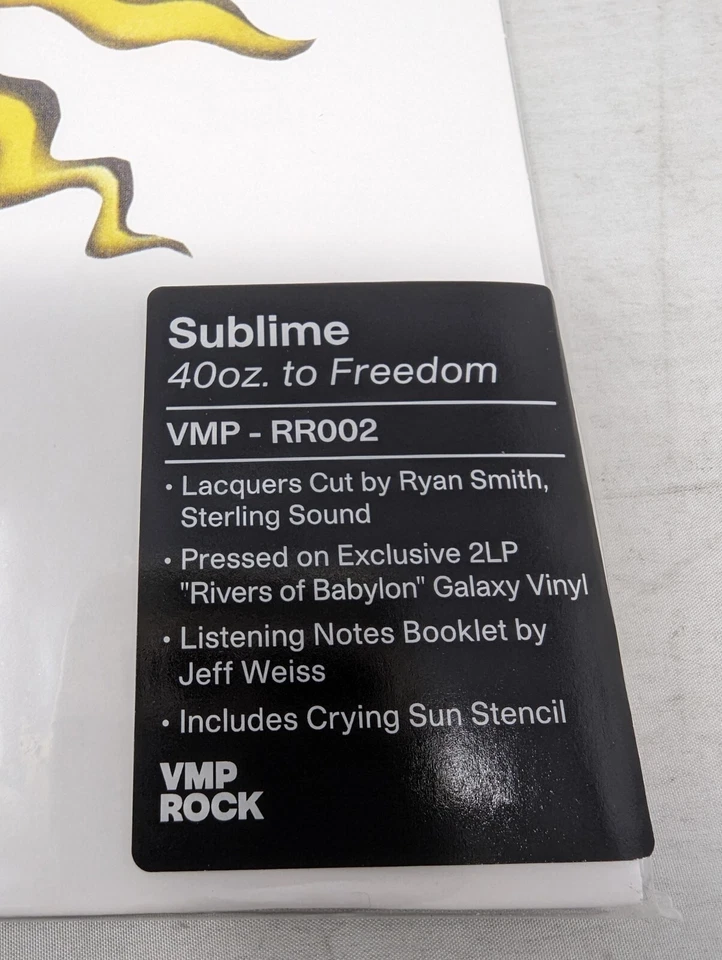 Sublime
40oz. to Freedom
VMP - RR002
• Lacquers Cut by Ryan Smith,
Sterling Sound
• Pressed on Exclusive 2LP
"Rivers of Babylon" Galaxy Vinyl
• Listening Notes Booklet by
Jeff Weiss
• Includes Crying Sun Stencil
VMP
ROCK